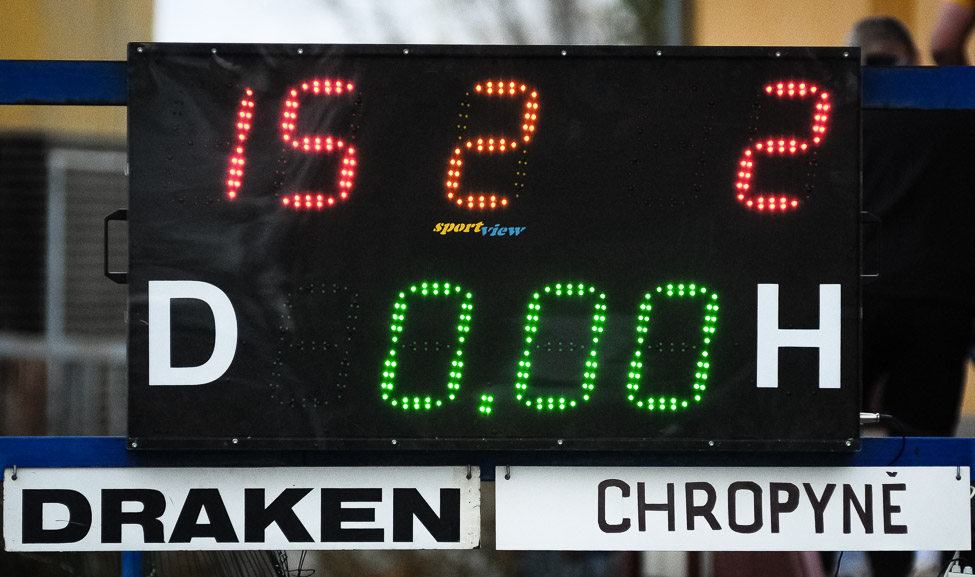 15 2 2
sportview
D 0.00 H
DRAKEN CHROPYNĚ